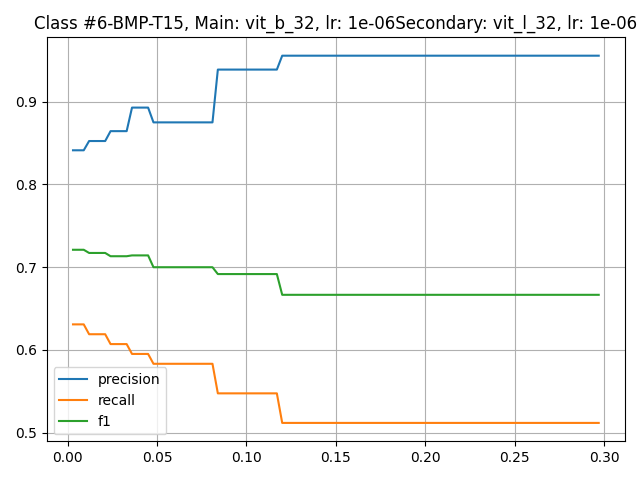 Class #6-BMP-T15, Main: vit_b_32, lr: 1e-06Secondary: vit_l_32, lr: 1e-06
0.9
0.8
0.7
0.6
0.5
precision
recall
f1
0.00 0.05 0.10 0.15 0.20 0.25 0.30